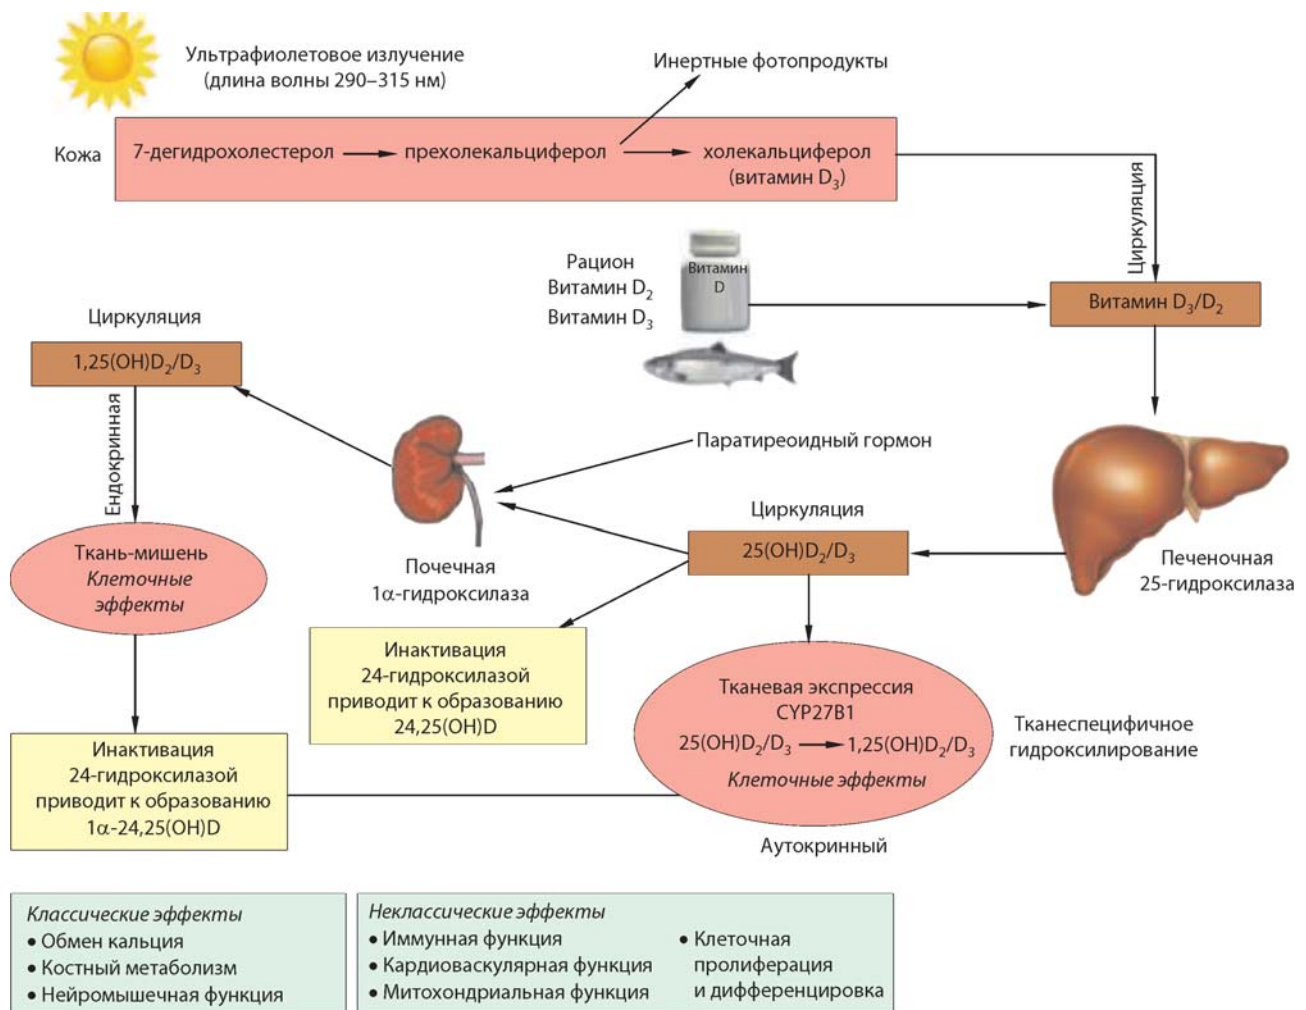 Ультрафиолетовое излучение
(длина волны 290–315 нм)
Инертные фотопродукты
Кожа
7-дегидрохолестерол
прехолекальциферол
холекальциферол
(витамин D₃)
Циркуляция
Рацион
Витамин D₂
Витамин D₃
Витамин
D
Витамин D₃/D₂
Циркуляция
1,25(OH)D₂/D₃
Ендокринная
Паратиреоидный гормон
Циркуляция
25(OH)D₂/D₃
Печеночная
25-гидроксилаза
Почечная
1α-гидроксилаза
Ткань-мишень
Клеточные
эффекты
Инактивация
24-гидроксилазой
приводит к образованию
24,25(OH)D
Тканевая экспрессия
CYP27B1
25(OH)D₂/D₃
1,25(OH)D₂/D₃
Клеточные эффекты
Тканеспецифичное
гидроксилирование
Аутокринный
Инактивация
24-гидроксилазой
приводит к образованию
1α-24,25(OH)D
Классические эффекты
• Обмен кальция
• Костный метаболизм
• Нейромышечная функция
Неклассические эффекты
• Иммунная функция
• Кардиоваскулярная функция
• Митохондриальная функция
• Клеточная
пролиферация
и дифференцировка